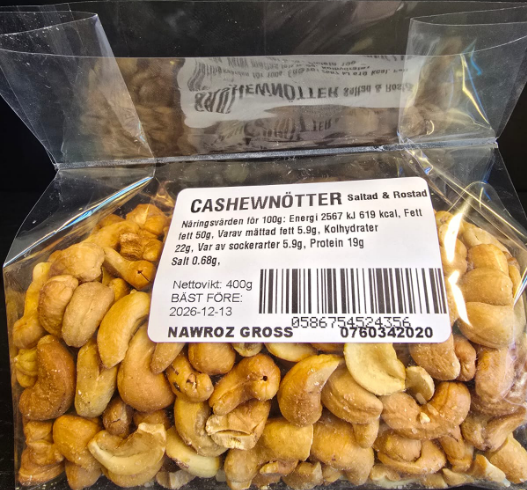 CASHEWNÖTTER Saltad & Rostad
Näringsvärden för 100g: Energi 2567 kJ 619 kcal, Fett
fett 50g, Varav mättad fett 5.9g, Kolhydrater
22g, Var av sockerarter 5.9g, Protein 19g
Salt 0.68g,
Nettovikt: 400g
BÄST FÖRE:
2026-12-13
0586754524356
NAWROZ GROSS 0760342020